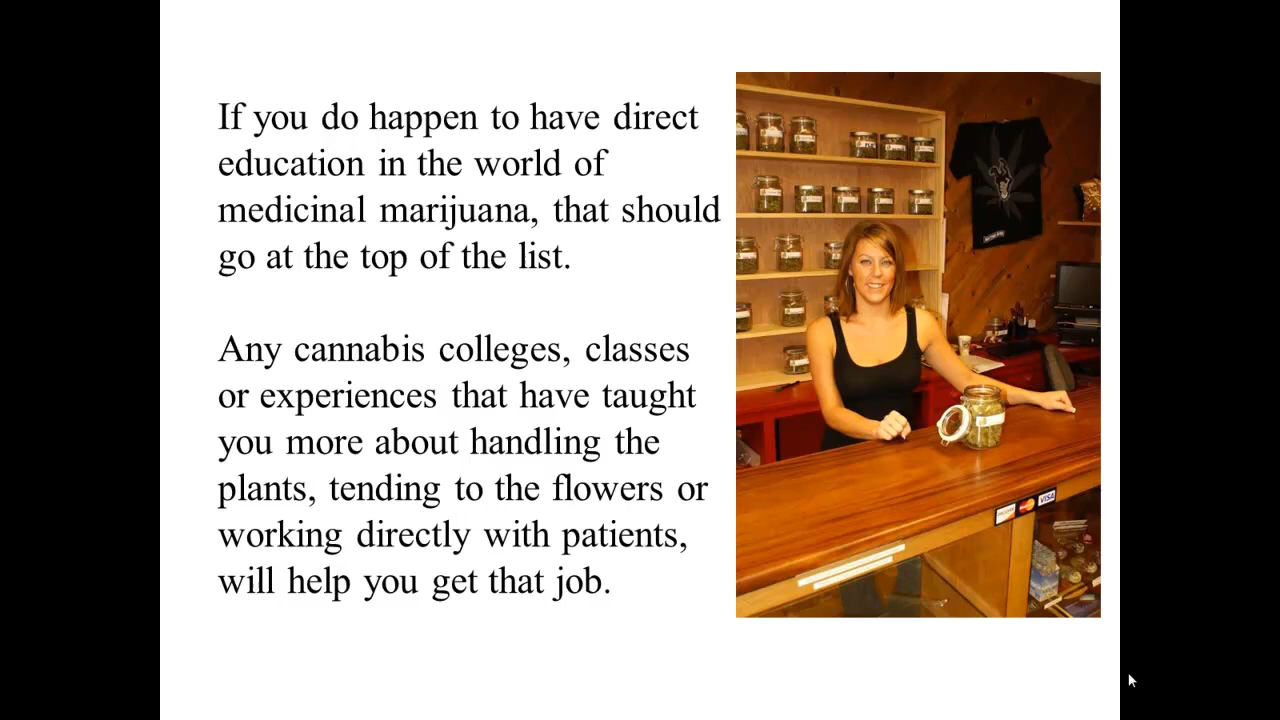 If you do happen to have direct
education in the world of
medicinal marijuana, that should
go at the top of the list.
Any cannabis colleges, classes
or experiences that have taught
you more about handling the
plants, tending to the flowers or
working directly with patients,
will help you get that job.
VISA